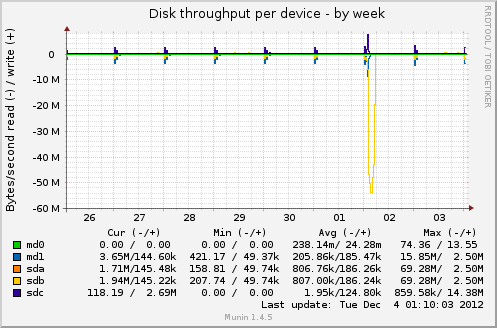 Disk throughput per device - by week
RRDTOOL / TOBI OETIKER
Bytes/second read (-) / write (+)
0
-10 M
-20 M
-30 M
-40 M
-50 M
-60 M
26 27 28 29 30 01 02 03
Cur (-/+) Min (-/+) Avg (-/+) Max (-/+)
md0 0.00 / 0.00 0.00 / 0.00 238.14m/ 24.28m 74.36 / 13.55
md1 3.65M/144.60k 421.17 / 49.37k 205.86k/185.47k 15.85M/ 2.50M
sda 1.71M/145.48k 158.81 / 49.74k 806.76k/186.26k 69.28M/ 2.50M
sdb 1.94M/145.22k 207.74 / 49.74k 807.00k/186.24k 69.28M/ 2.50M
sdc 118.19 / 2.69M 0.00 / 0.00 1.95k/124.80k 859.58k/ 14.38M
Last update: Tue Dec 4 01:10:03 2012
Munin 1.4.5